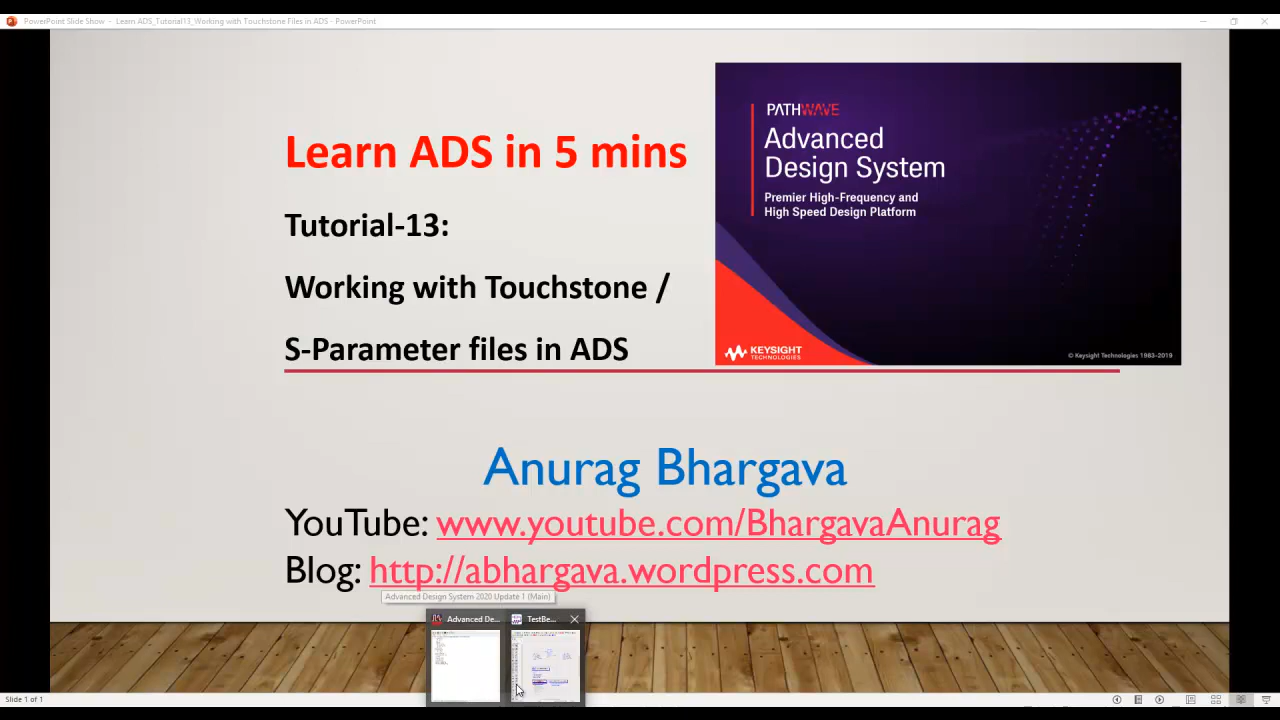 PowerPoint Slide Show - Learn ADS_Tutorial13_Working with Touchstone Files in ADS - PowerPoint
PATHWAVE
Advanced
Design System
Premier High-Frequency and
High Speed Design Platform
KEYSIGHT
TECHNOLOGIES
© Keysight Technologies 1983-2019
Learn ADS in 5 mins
Tutorial-13:
Working with Touchstone /
S-Parameter files in ADS
Anurag Bhargava
YouTube: www.youtube.com/BhargavaAnurag
Blog: http://abhargava.wordpress.com
Advanced Design System 2020 Update 1 (Main)
Advanced De...
TestBe...
Slide 1 of 1